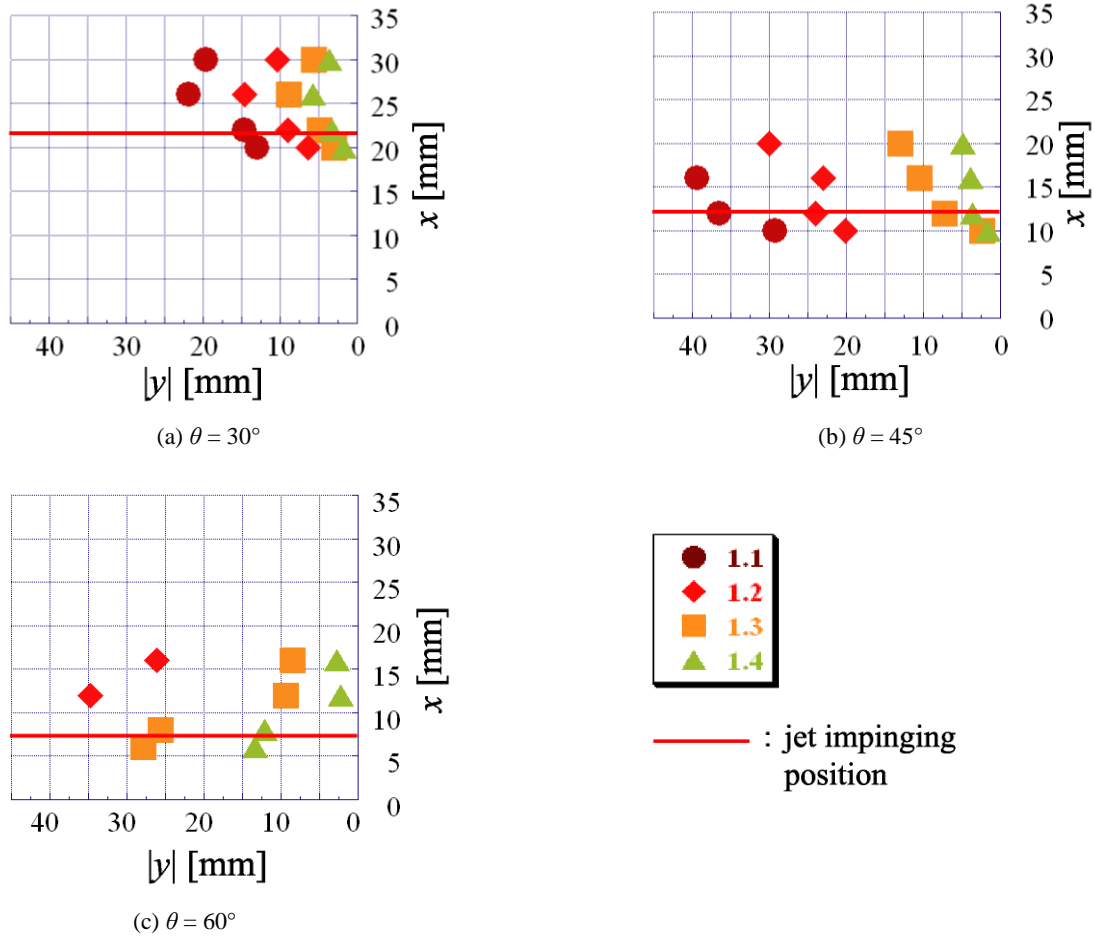 35
30
25
20
15
10
5
0
x [mm]
40 30 20 10 0
|y| [mm]
(a) θ = 30°
35
30
25
20
15
10
5
0
x [mm]
40 30 20 10 0
|y| [mm]
(b) θ = 45°
35
30
25
20
15
10
5
0
x [mm]
40 30 20 10 0
|y| [mm]
(c) θ = 60°
1.1
1.2
1.3
1.4
: jet impinging
position